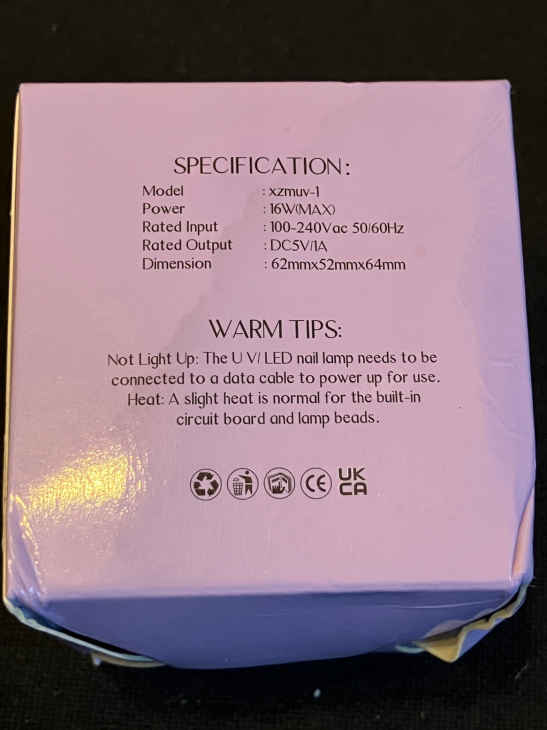 SPECIFICATION:
Model : xzmuv-1
Power : 16W(MAX)
Rated Input : 100-240Vac 50/60Hz
Rated Output : DC5V/1A
Dimension : 62mmx52mmx64mm
WARM TIPS:
Not Light Up: The U V/ LED nail lamp needs to be
connected to a data cable to power up for use.
Heat: A slight heat is normal for the built-in
circuit board and lamp beads.
CE UK
CA